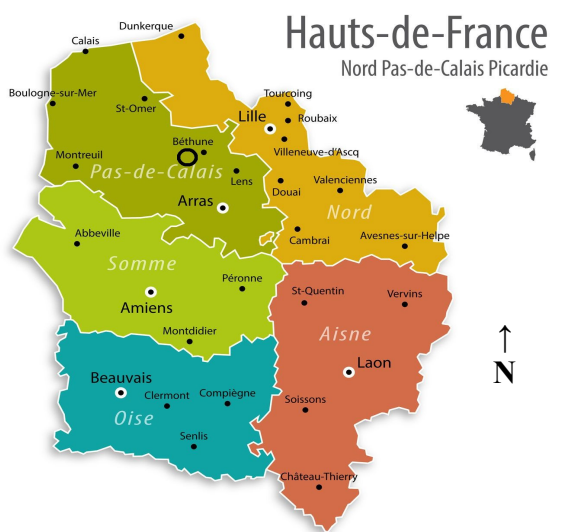 Hauts-de-France
Nord Pas-de-Calais Picardie
Dunkerque
Calais
Boulogne-sur-Mer
St-Omer
Tourcoing
Lille
Roubaix
Béthune
Villeneuve-d'Ascq
Montreuil
Pas-de-Calais
Lens
Douai
Valenciennes
Arras
Nord
Abbeville
Cambrai
Avesnes-sur-Helpe
Somme
Péronne
St-Quentin
Vervins
Amiens
Montdidier
Aisne
Laon
N
Beauvais
Clermont
Compiègne
Soissons
Oise
Senlis
Château-Thierry